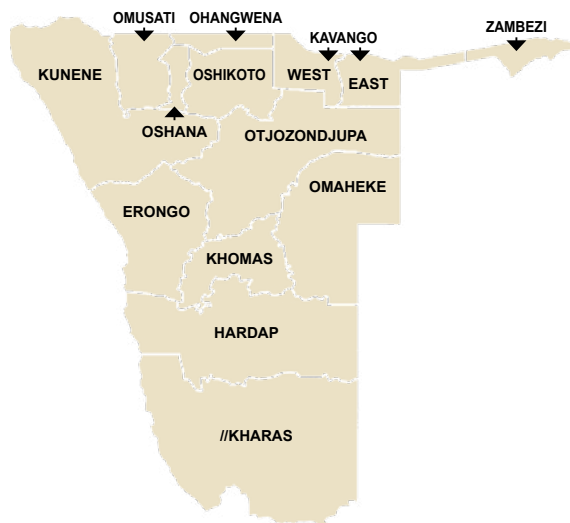 OMUSATI
OHANGWENA
KAVANGO
ZAMBEZI
KUNENE
OSHIKOTO
WEST
EAST
OSHANA
OTJOZONDJUPA
OMAHEKE
ERONGO
KHOMAS
HARDAP
//KHARAS